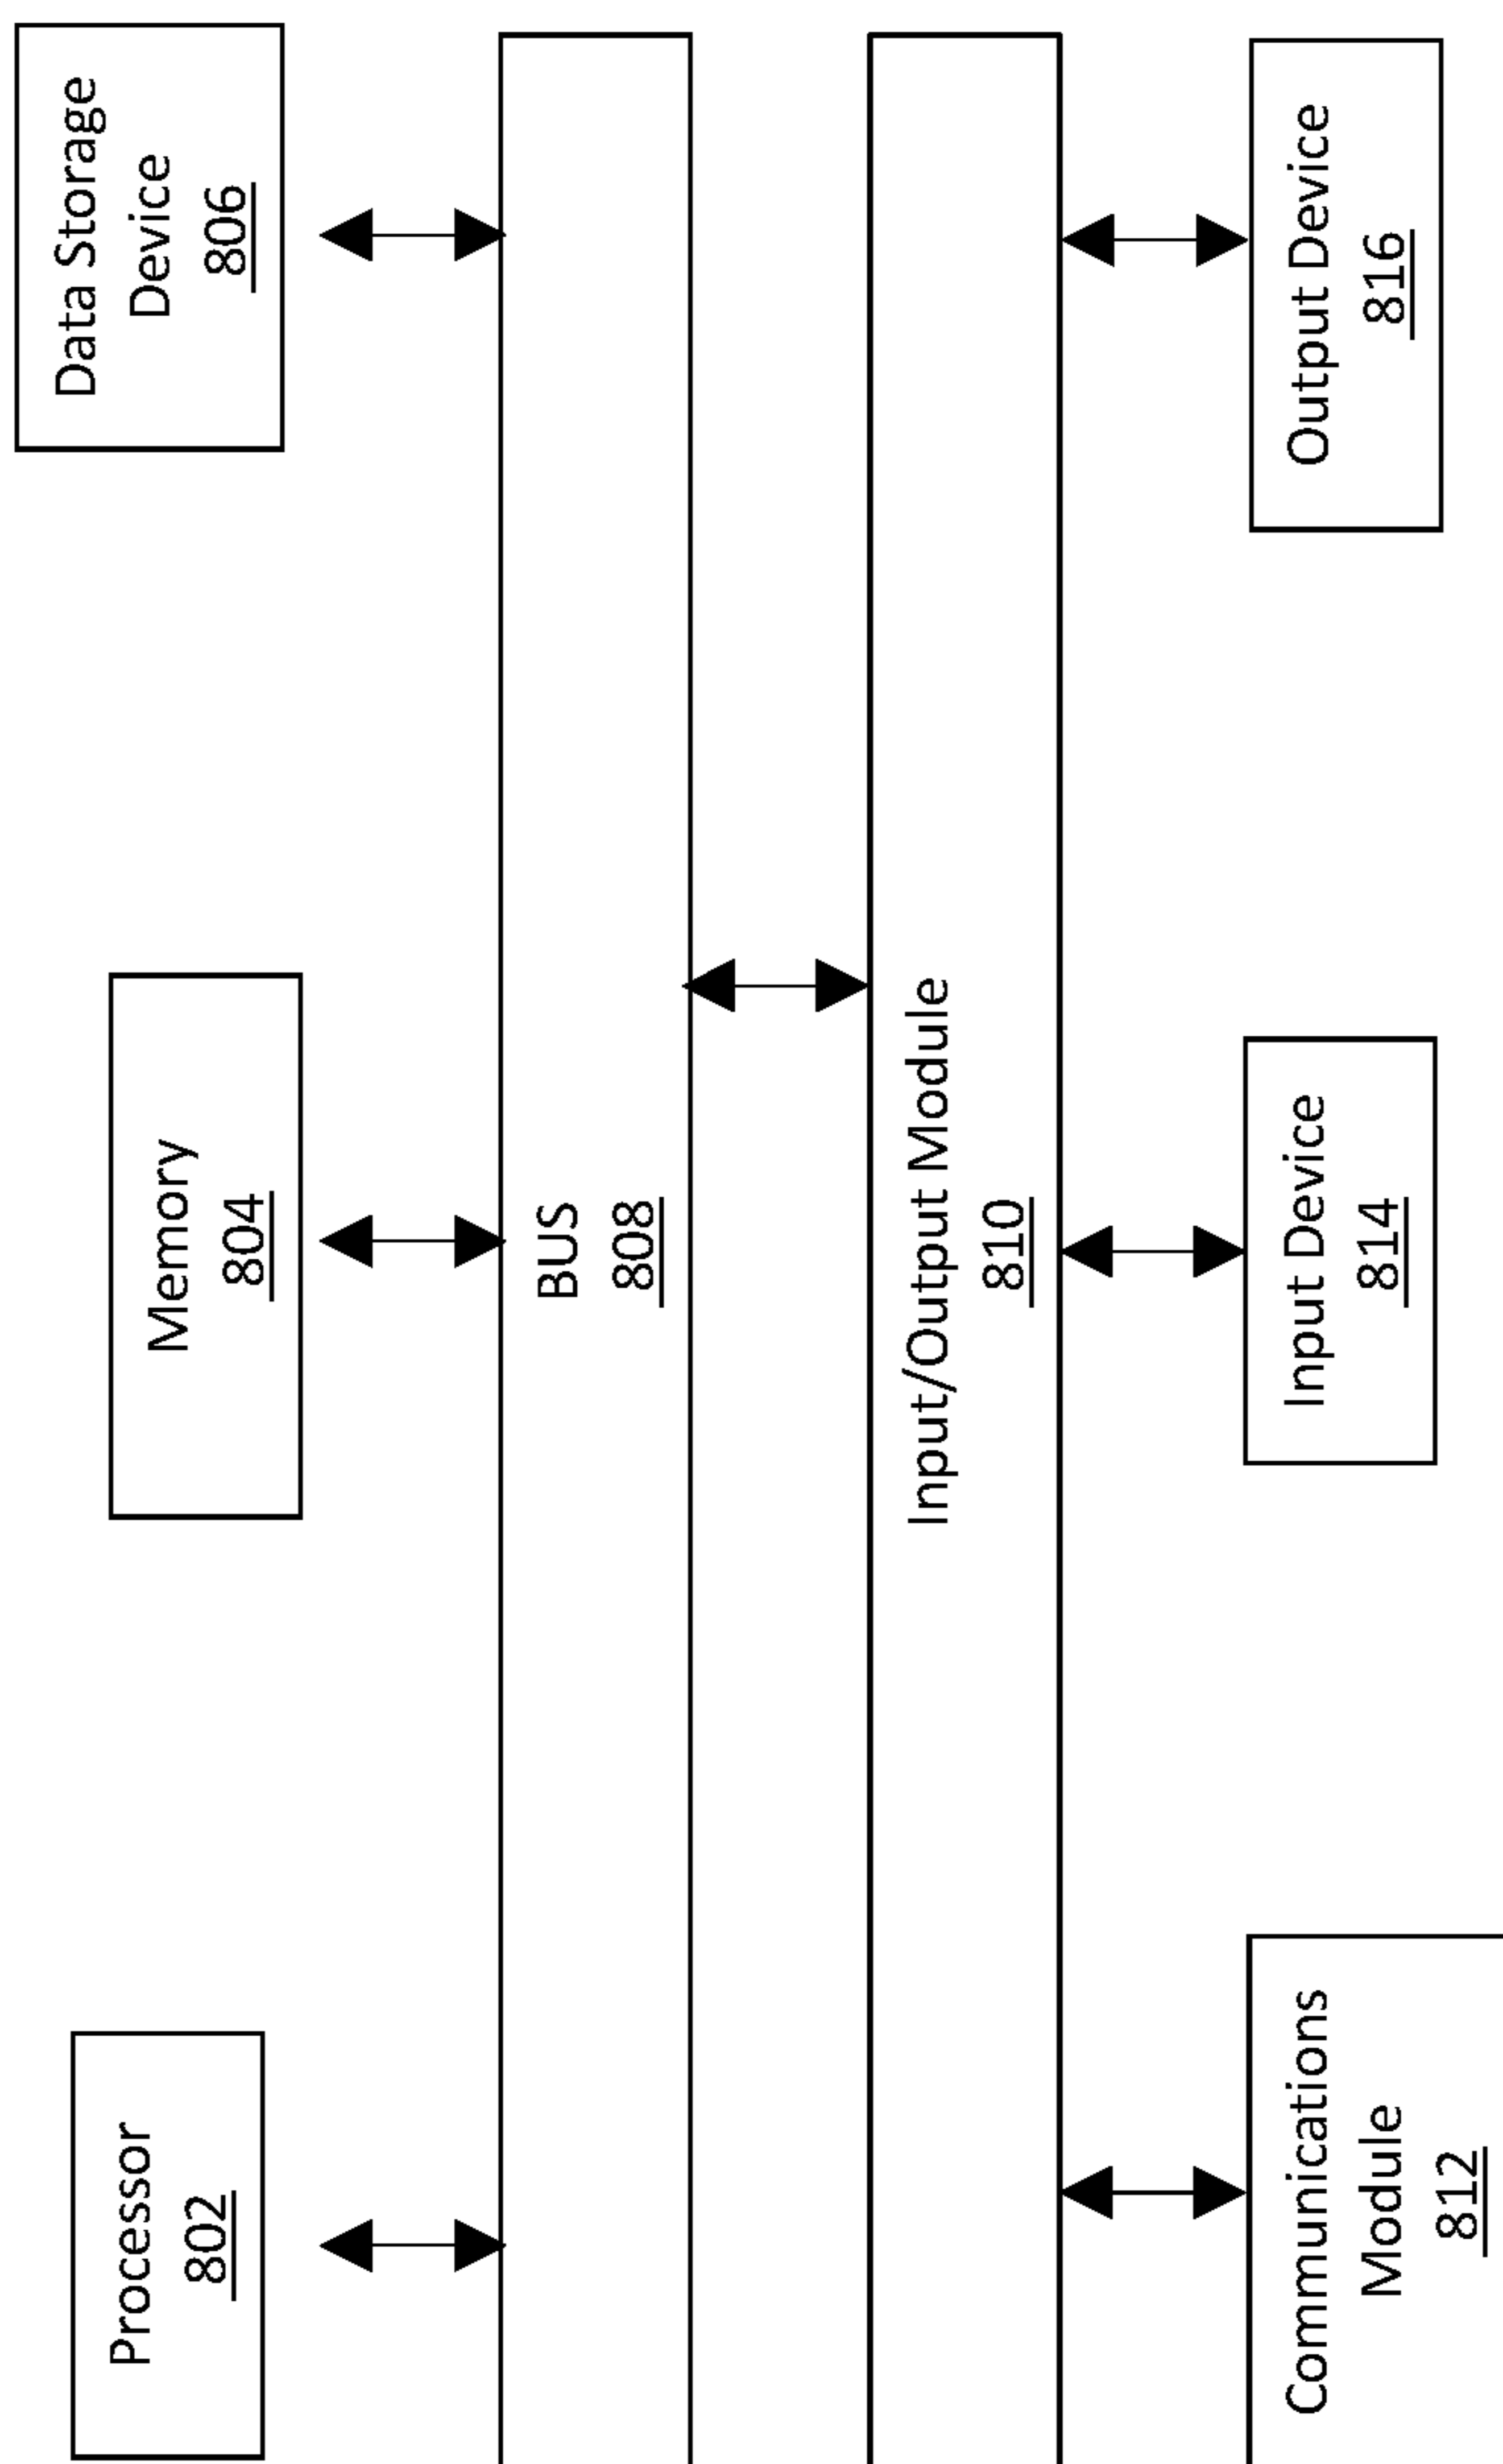 Processor
802
Memory
804
Data Storage
Device
806
BUS
808
Input/Output Module
810
Communications
Module
812
Input Device
814
Output Device
816